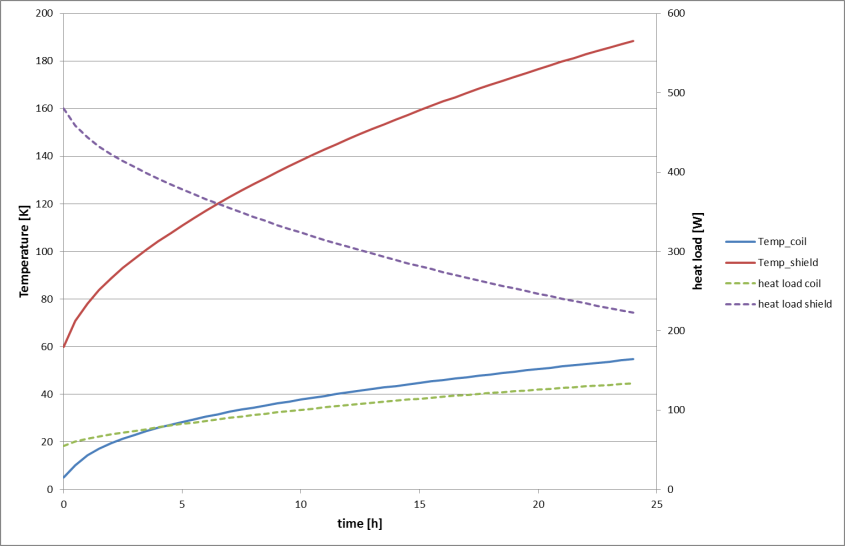 200
180
160
140
120
100
80
60
40
20
0
Temperature [K]
600
500
400
300
200
100
0
heat load [W]
0 5 10 15 20 25
time [h]
Temp_coil
Temp_shield
heat load coil
heat load shield